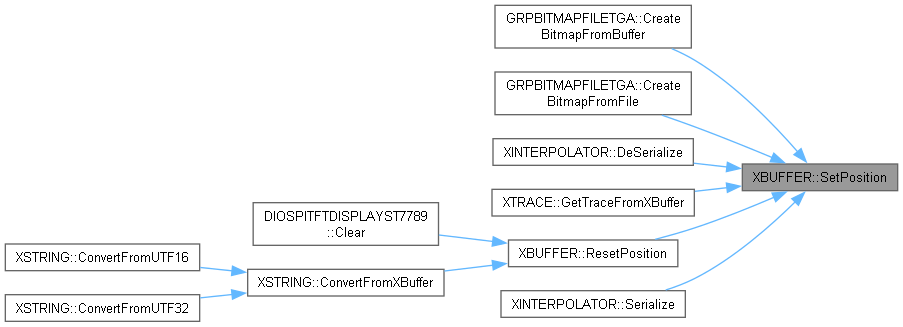 GRPBITMAPFILETGA::Create
BitmapFromBuffer
GRPBITMAPFILETGA::Create
BitmapFromFile
XINTERPOLATOR::DeSerialize
XBUFFER::SetPosition
XTRACE::GetTraceFromXBuffer
DIOSPITFTDISPLAYST7789
::Clear
XBUFFER::ResetPosition
XSTRING::ConvertFromUTF16
XSTRING::ConvertFromXBuffer
XSTRING::ConvertFromUTF32
XINTERPOLATOR::Serialize